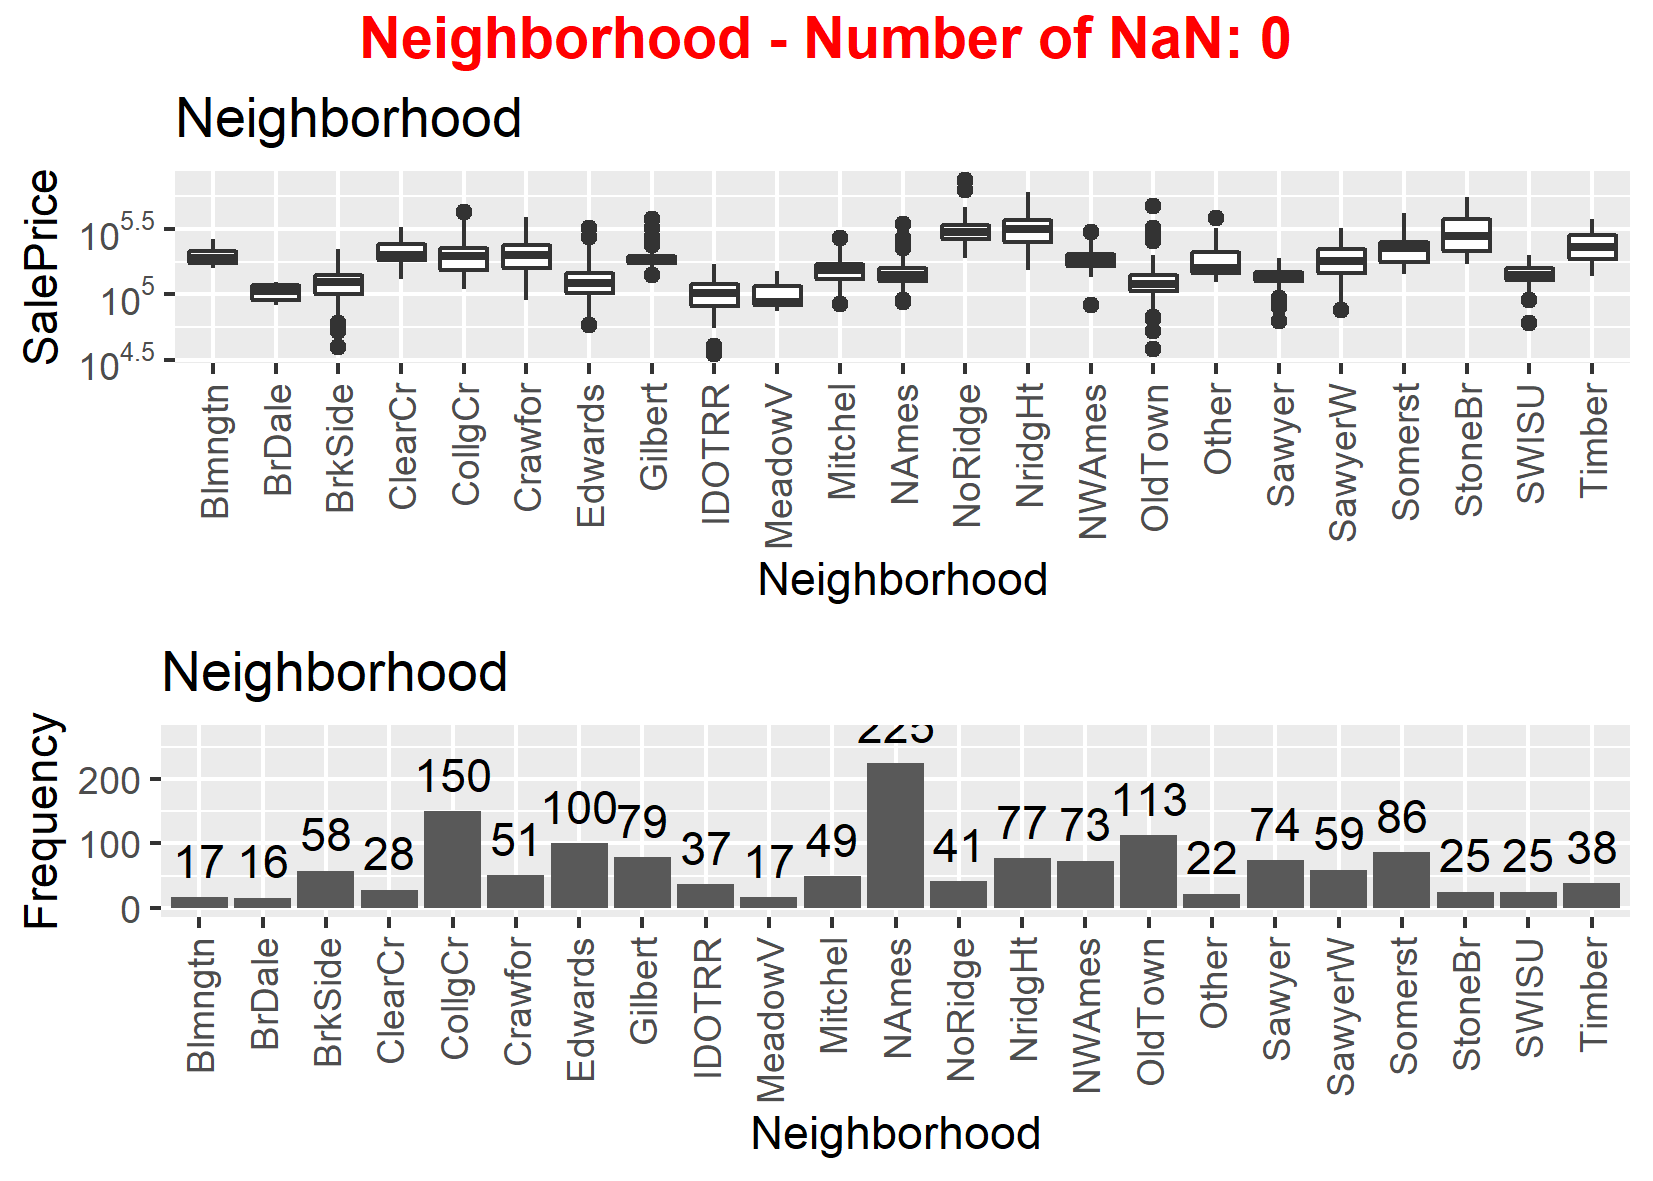 Neighborhood - Number of NaN: 0
Neighborhood
SalePrice
10^5.5
10^5
10^4.5
Blmngtn BrDale BrkSide ClearCr CollgCr Crawfor Edwards Gilbert IDOTRR MeadowV Mitchel NAmes NoRidge NridgHt NWAmes OldTown Other Sawyer SawyerW Somerst StoneBr SWISU Timber
Neighborhood
Neighborhood
Frequency
200
100
0
17 16 58 28 150 51 100 79 37 17 49 225 41 77 73 113 22 74 59 86 25 25 38
Blmngtn BrDale BrkSide ClearCr CollgCr Crawfor Edwards Gilbert IDOTRR MeadowV Mitchel NAmes NoRidge NridgHt NWAmes OldTown Other Sawyer SawyerW Somerst StoneBr SWISU Timber
Neighborhood